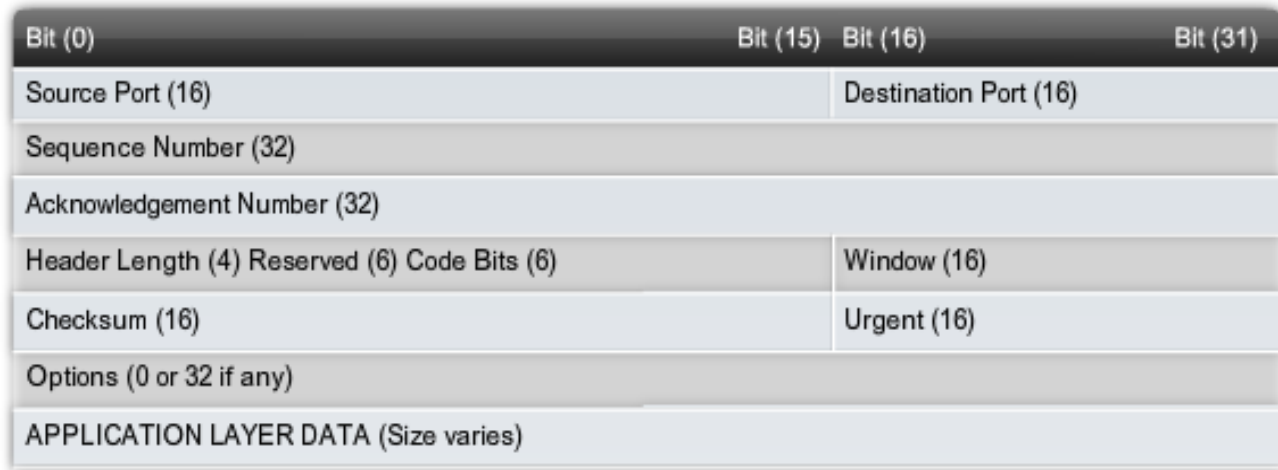 Bit (0) Bit (15) Bit (16) Bit (31)
Source Port (16) Destination Port (16)
Sequence Number (32)
Acknowledgement Number (32)
Header Length (4) Reserved (6) Code Bits (6) Window (16)
Checksum (16) Urgent (16)
Options (0 or 32 if any)
APPLICATION LAYER DATA (Size varies)